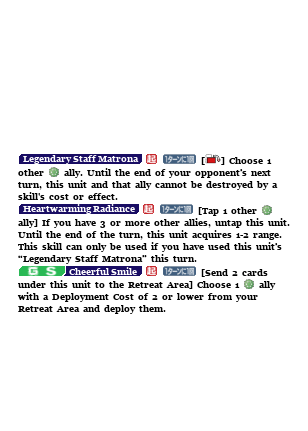 Legendary Staff Matrona 起 1ターンに1回 [ ] Choose 1
other ally. Until the end of your opponent's next
turn, this unit and that ally cannot be destroyed by a
skill's cost or effect.
Heartwarming Radiance 起 1ターンに1回 [Tap 1 other
ally] If you have 3 or more other allies, untap this unit.
Until the end of the turn, this unit acquires 1-2 range.
This skill can only be used if you have used this unit's
“Legendary Staff Matrona” this turn.
G S Cheerful Smile 起 1ターンに1回 [Send 2 cards
under this unit to the Retreat Area] Choose 1 ally
with a Deployment Cost of 2 or lower from your
Retreat Area and deploy them.